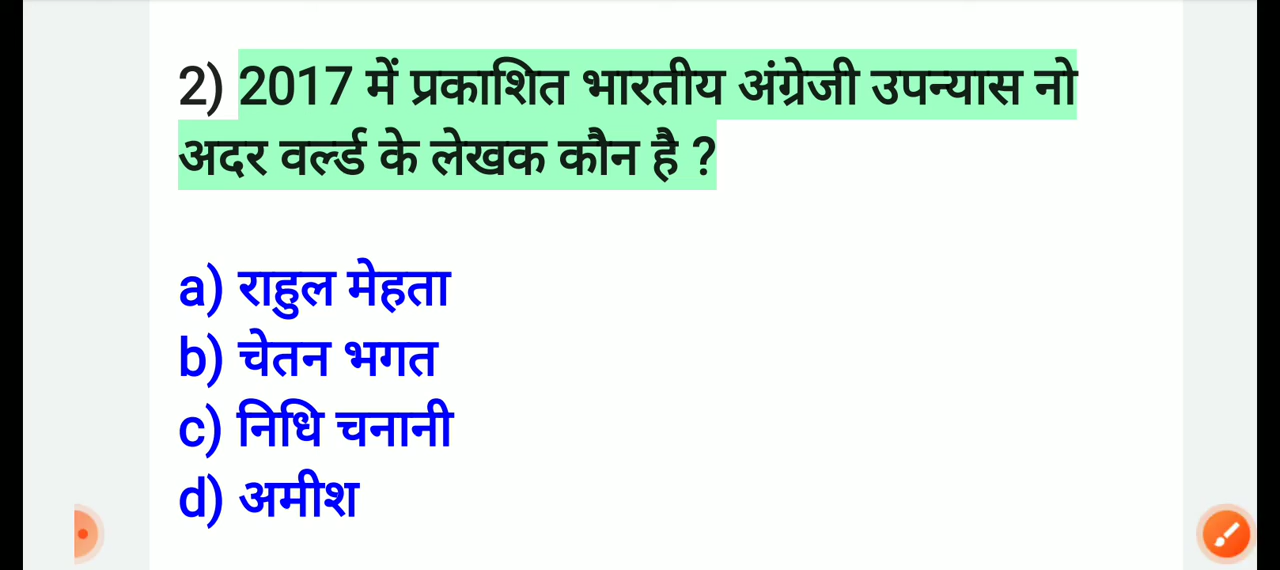 2) 2017 में प्रकाशित भारतीय अंग्रेजी उपन्यास नो
अदर वर्ल्ड के लेखक कौन है ?
a) राहुल मेहता
b) चेतन भगत
c) निधि चनानी
d) अमीश